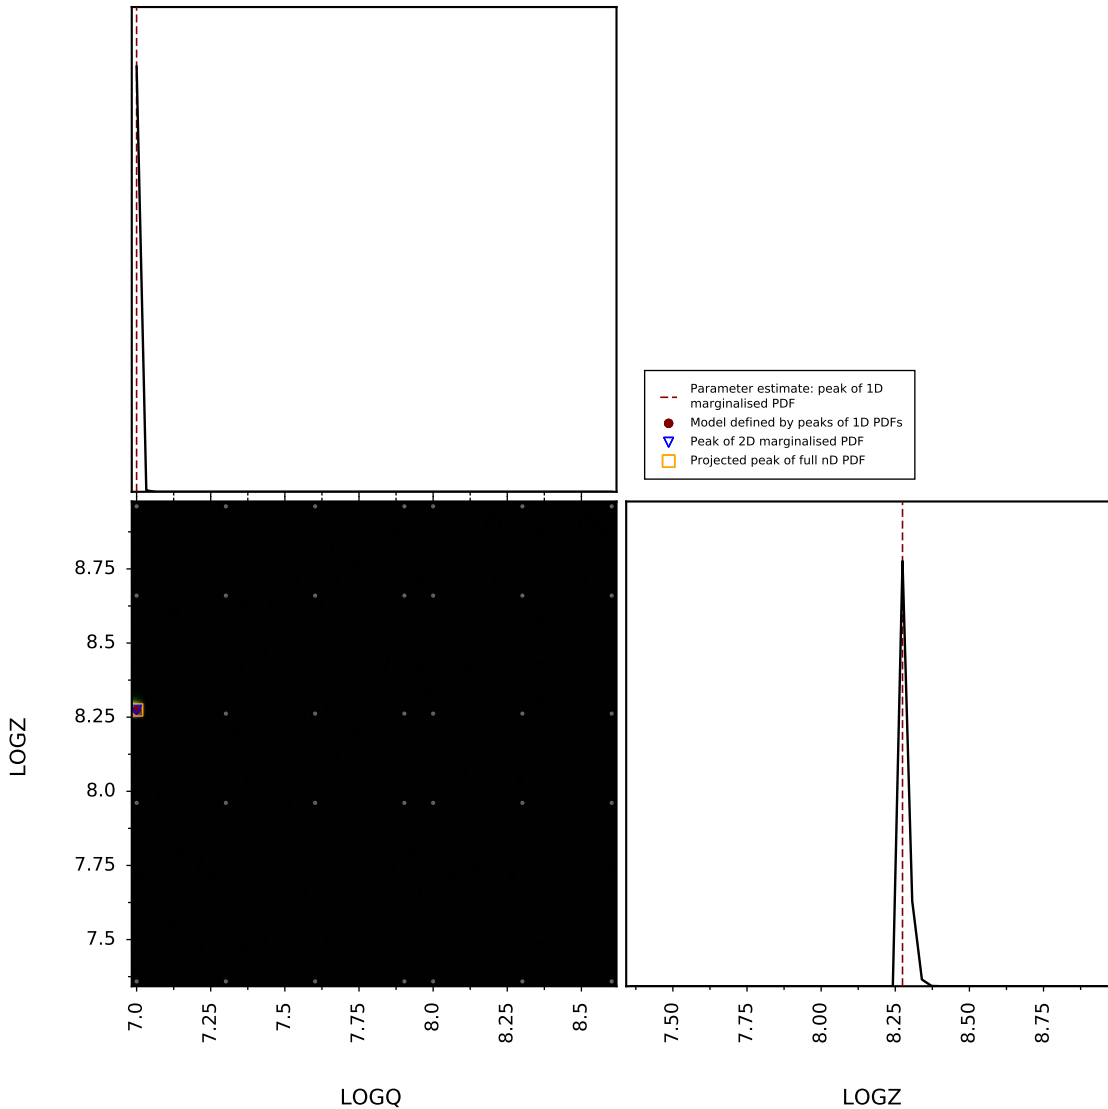 Parameter estimate: peak of 1D
marginalised PDF
Model defined by peaks of 1D PDFs
Peak of 2D marginalised PDF
Projected peak of full nD PDF
8.75
8.5
8.25
8.0
7.75
7.5
LOGZ
7.0
7.25
7.5
7.75
8.0
8.25
8.5
LOGQ
7.50
7.75
8.00
8.25
8.50
8.75
LOGZ